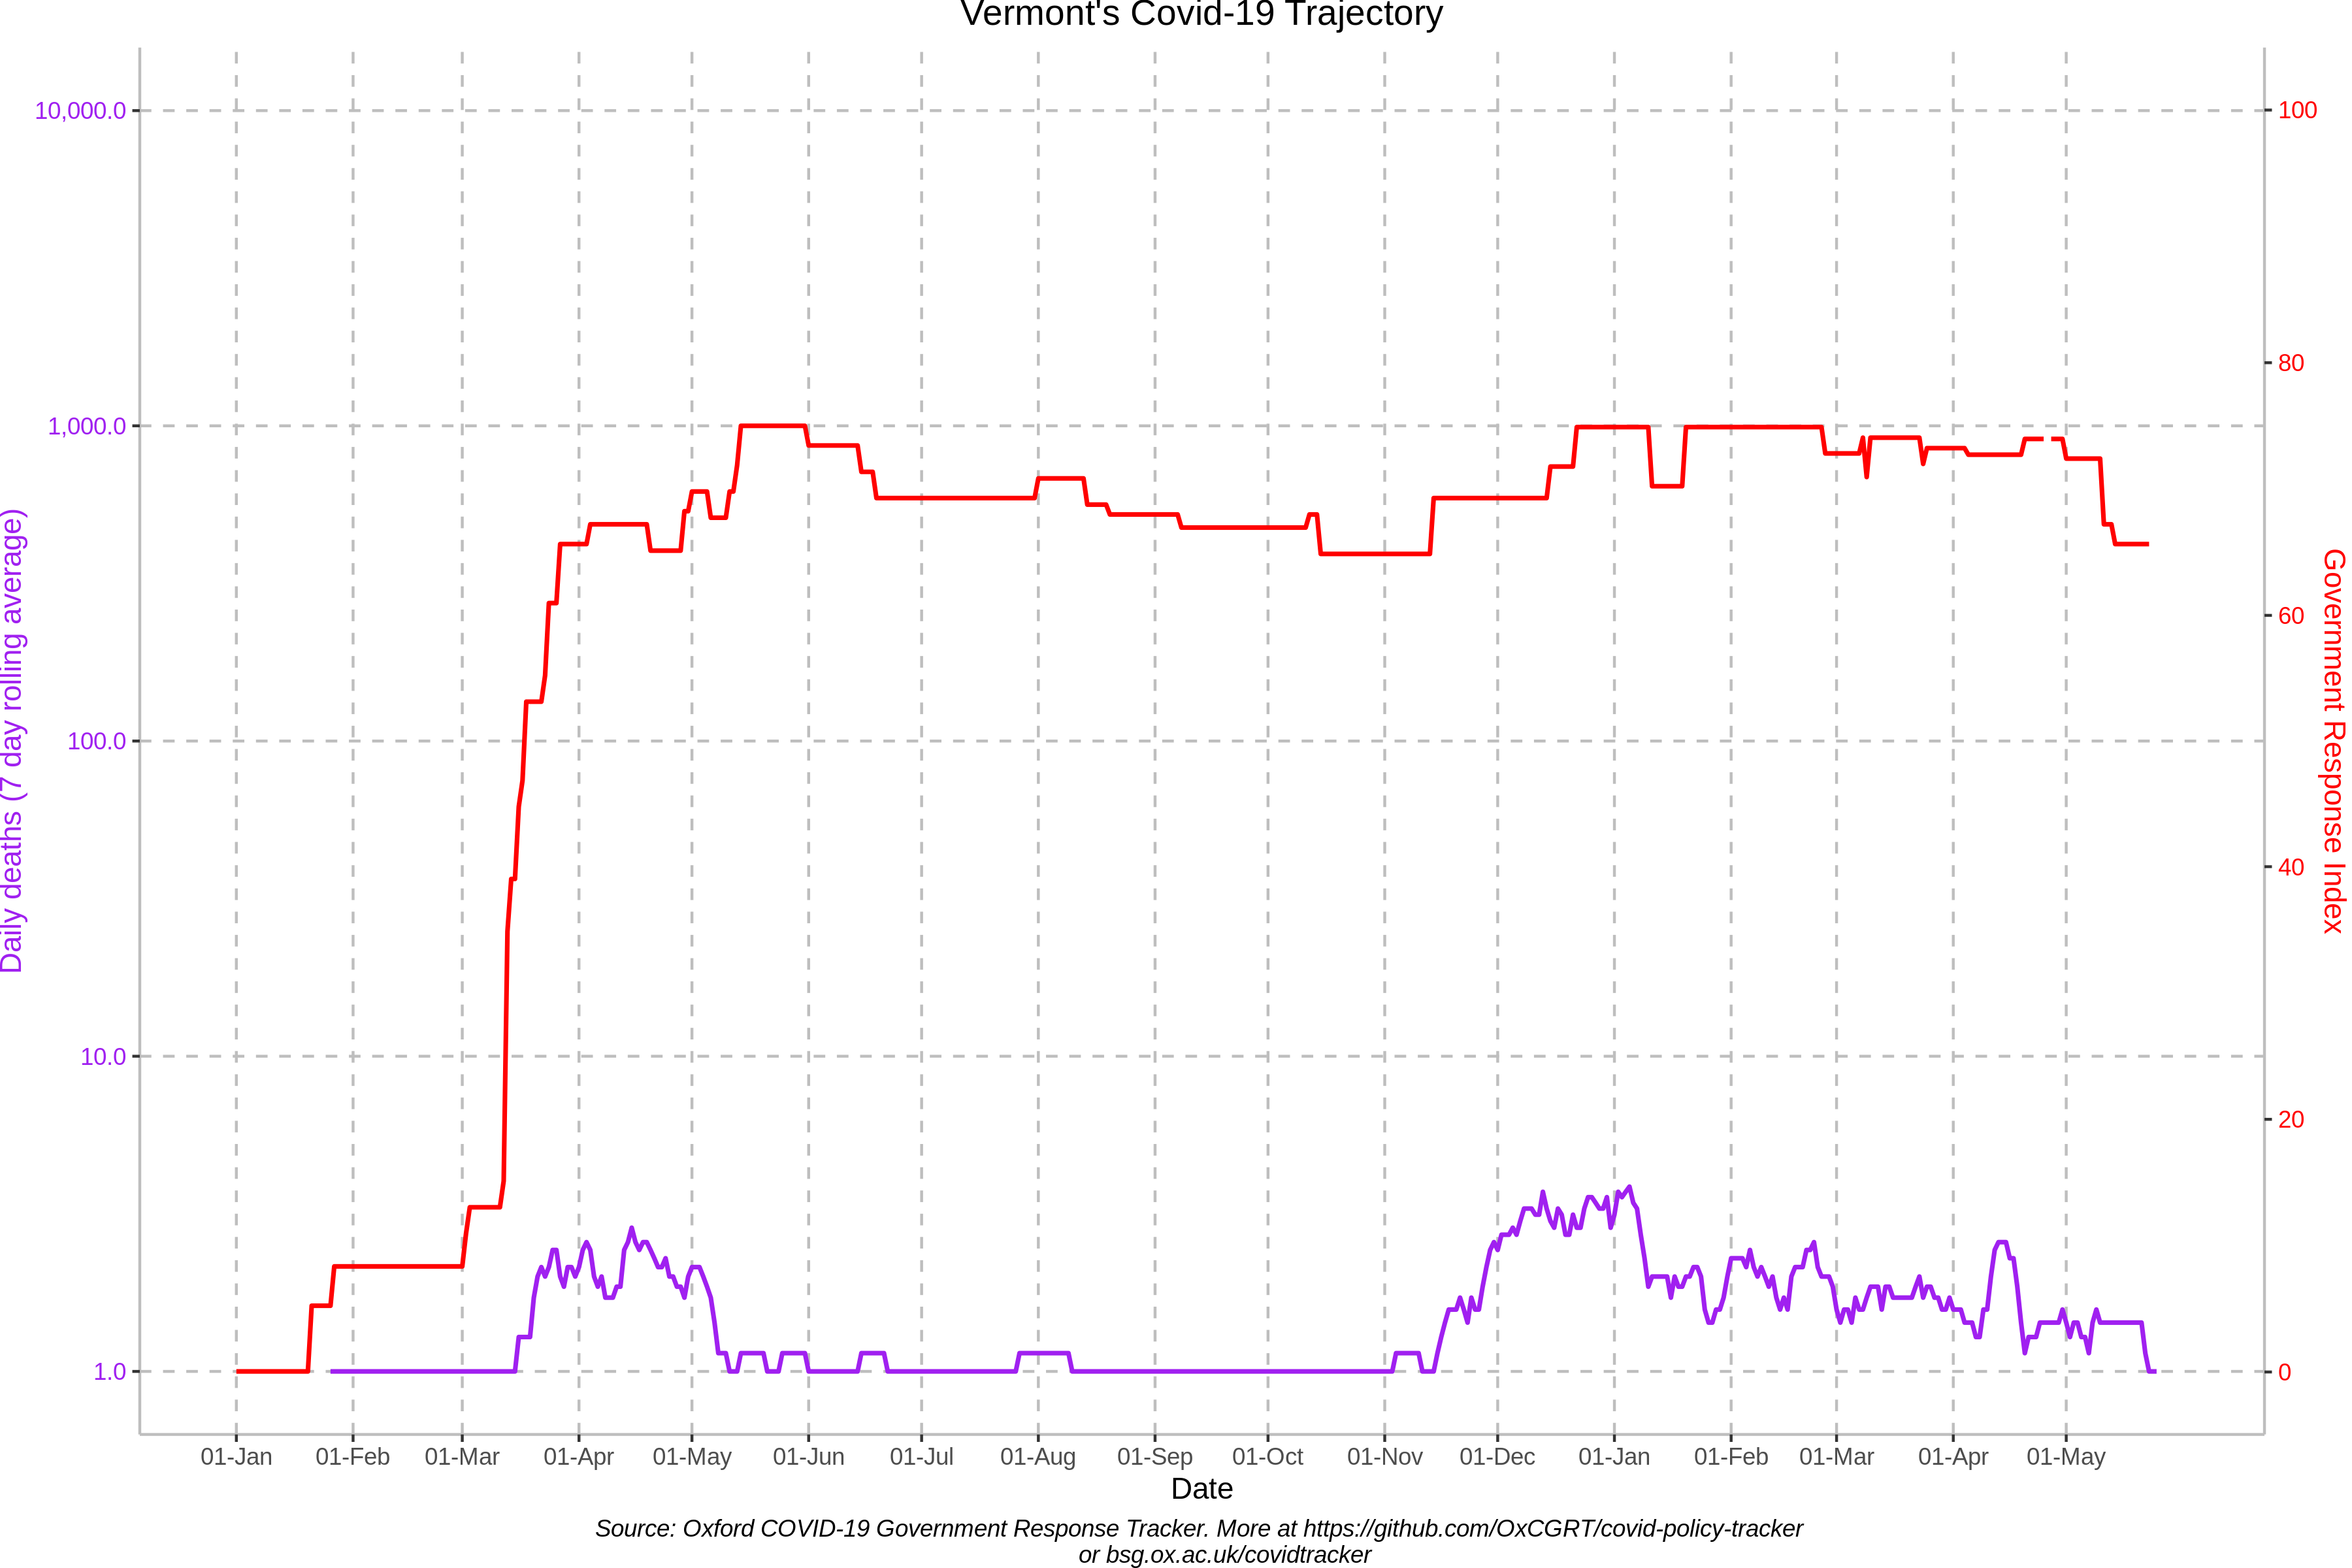 Vermont's Covid-19 Trajectory
10,000.0
1,000.0
100.0
10.0
1.0
Daily deaths (7 day rolling average)
100
80
60
40
20
0
Government Response Index
01-Jan 01-Feb 01-Mar 01-Apr 01-May 01-Jun 01-Jul 01-Aug 01-Sep 01-Oct 01-Nov 01-Dec 01-Jan 01-Feb 01-Mar 01-Apr 01-May
Date
Source: Oxford COVID-19 Government Response Tracker. More at https://github.com/OxCGRT/covid-policy-tracker
or bsg.ox.ac.uk/covidtracker